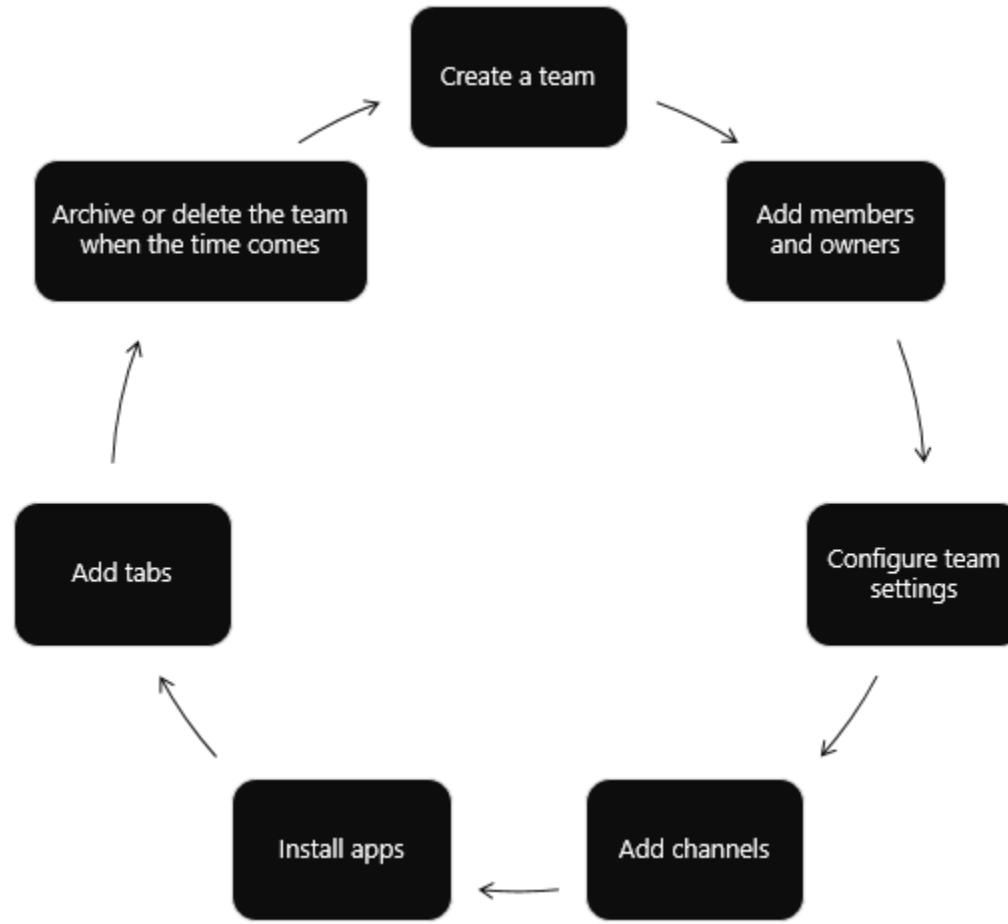 Create a team
Add members
and owners
Configure team
settings
Add channels
Install apps
Add tabs
Archive or delete the team
when the time comes